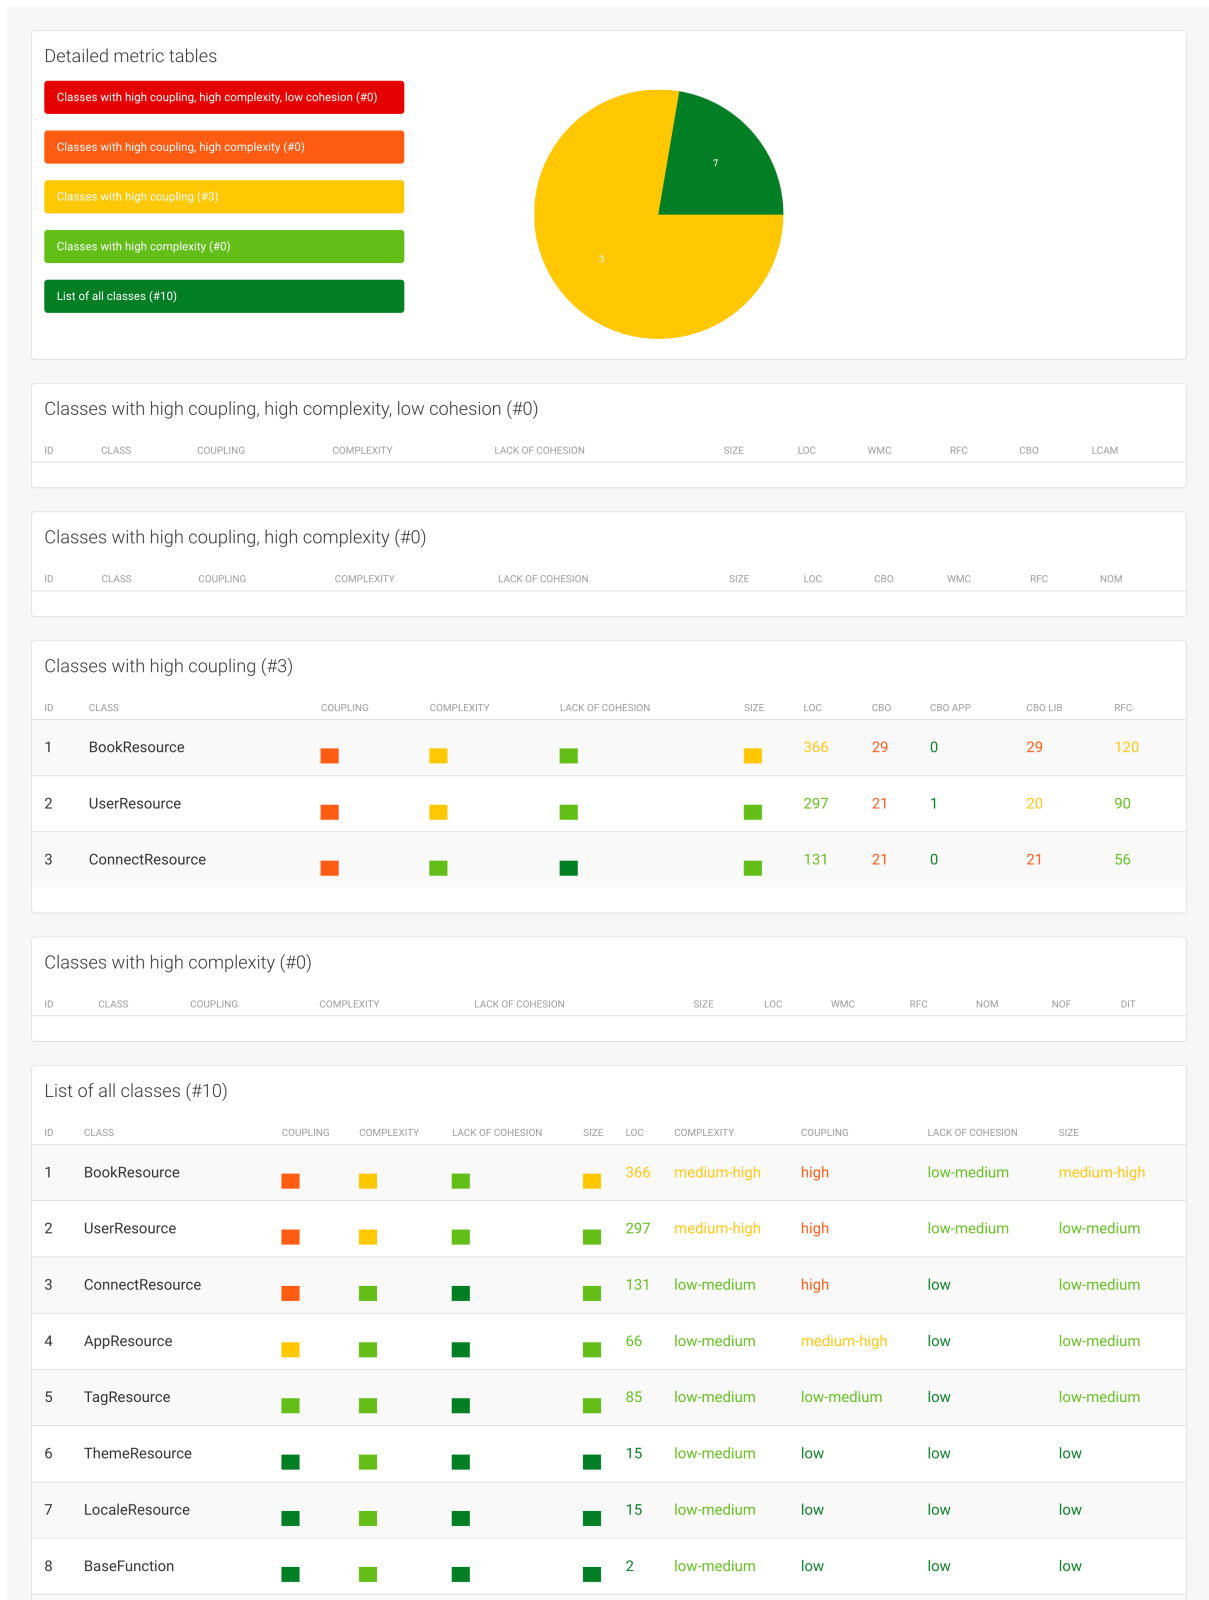 Detailed metric tables
Classes with high coupling, high complexity, low cohesion (#0)
Classes with high coupling, high complexity (#0)
Classes with high coupling (#3)
Classes with high complexity (#0)
List of all classes (#10)
7
3
Classes with high coupling, high complexity, low cohesion (#0)
ID CLASS COUPLING COMPLEXITY LACK OF COHESION SIZE LOC WMC RFC CBO LCAM
Classes with high coupling, high complexity (#0)
ID CLASS COUPLING COMPLEXITY LACK OF COHESION SIZE LOC CBO WMC RFC NOM
Classes with high coupling (#3)
ID CLASS COUPLING COMPLEXITY LACK OF COHESION SIZE LOC CBO CBO APP CBO LIB RFC
1 BookResource 366 29 0 29 120
2 UserResource 297 21 1 20 90
3 ConnectResource 131 21 0 21 56
Classes with high complexity (#0)
ID CLASS COUPLING COMPLEXITY LACK OF COHESION SIZE LOC WMC RFC NOM NOF DIT
List of all classes (#10)
ID CLASS COUPLING COMPLEXITY LACK OF COHESION SIZE LOC COMPLEXITY COUPLING LACK OF COHESION SIZE
1 BookResource 366 medium-high high low-medium medium-high
2 UserResource 297 medium-high high low-medium low-medium
3 ConnectResource 131 low-medium high low low-medium
4 AppResource 66 low-medium medium-high low low-medium
5 TagResource 85 low-medium low-medium low low-medium
6 ThemeResource 15 low-medium low low low
7 LocaleResource 15 low-medium low low low
8 BaseFunction 2 low-medium low low low